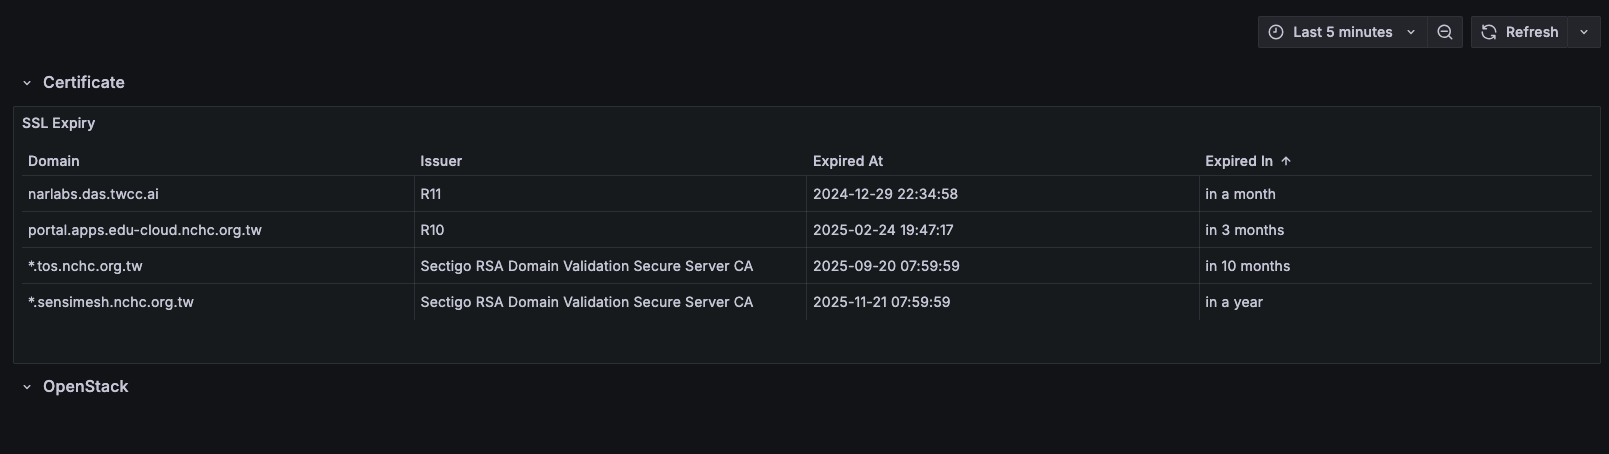 Last 5 minutes Refresh
Certificate
SSL Expiry
Domain Issuer Expired At Expired In
narlabs.das.twcc.ai R11 2024-12-29 22:34:58 in a month
portal.apps.edu-cloud.nchc.org.tw R10 2025-02-24 19:47:17 in 3 months
*.tos.nchc.org.tw Sectigo RSA Domain Validation Secure Server CA 2025-09-20 07:59:59 in 10 months
*.sensimesh.nchc.org.tw Sectigo RSA Domain Validation Secure Server CA 2025-11-21 07:59:59 in a year
OpenStack